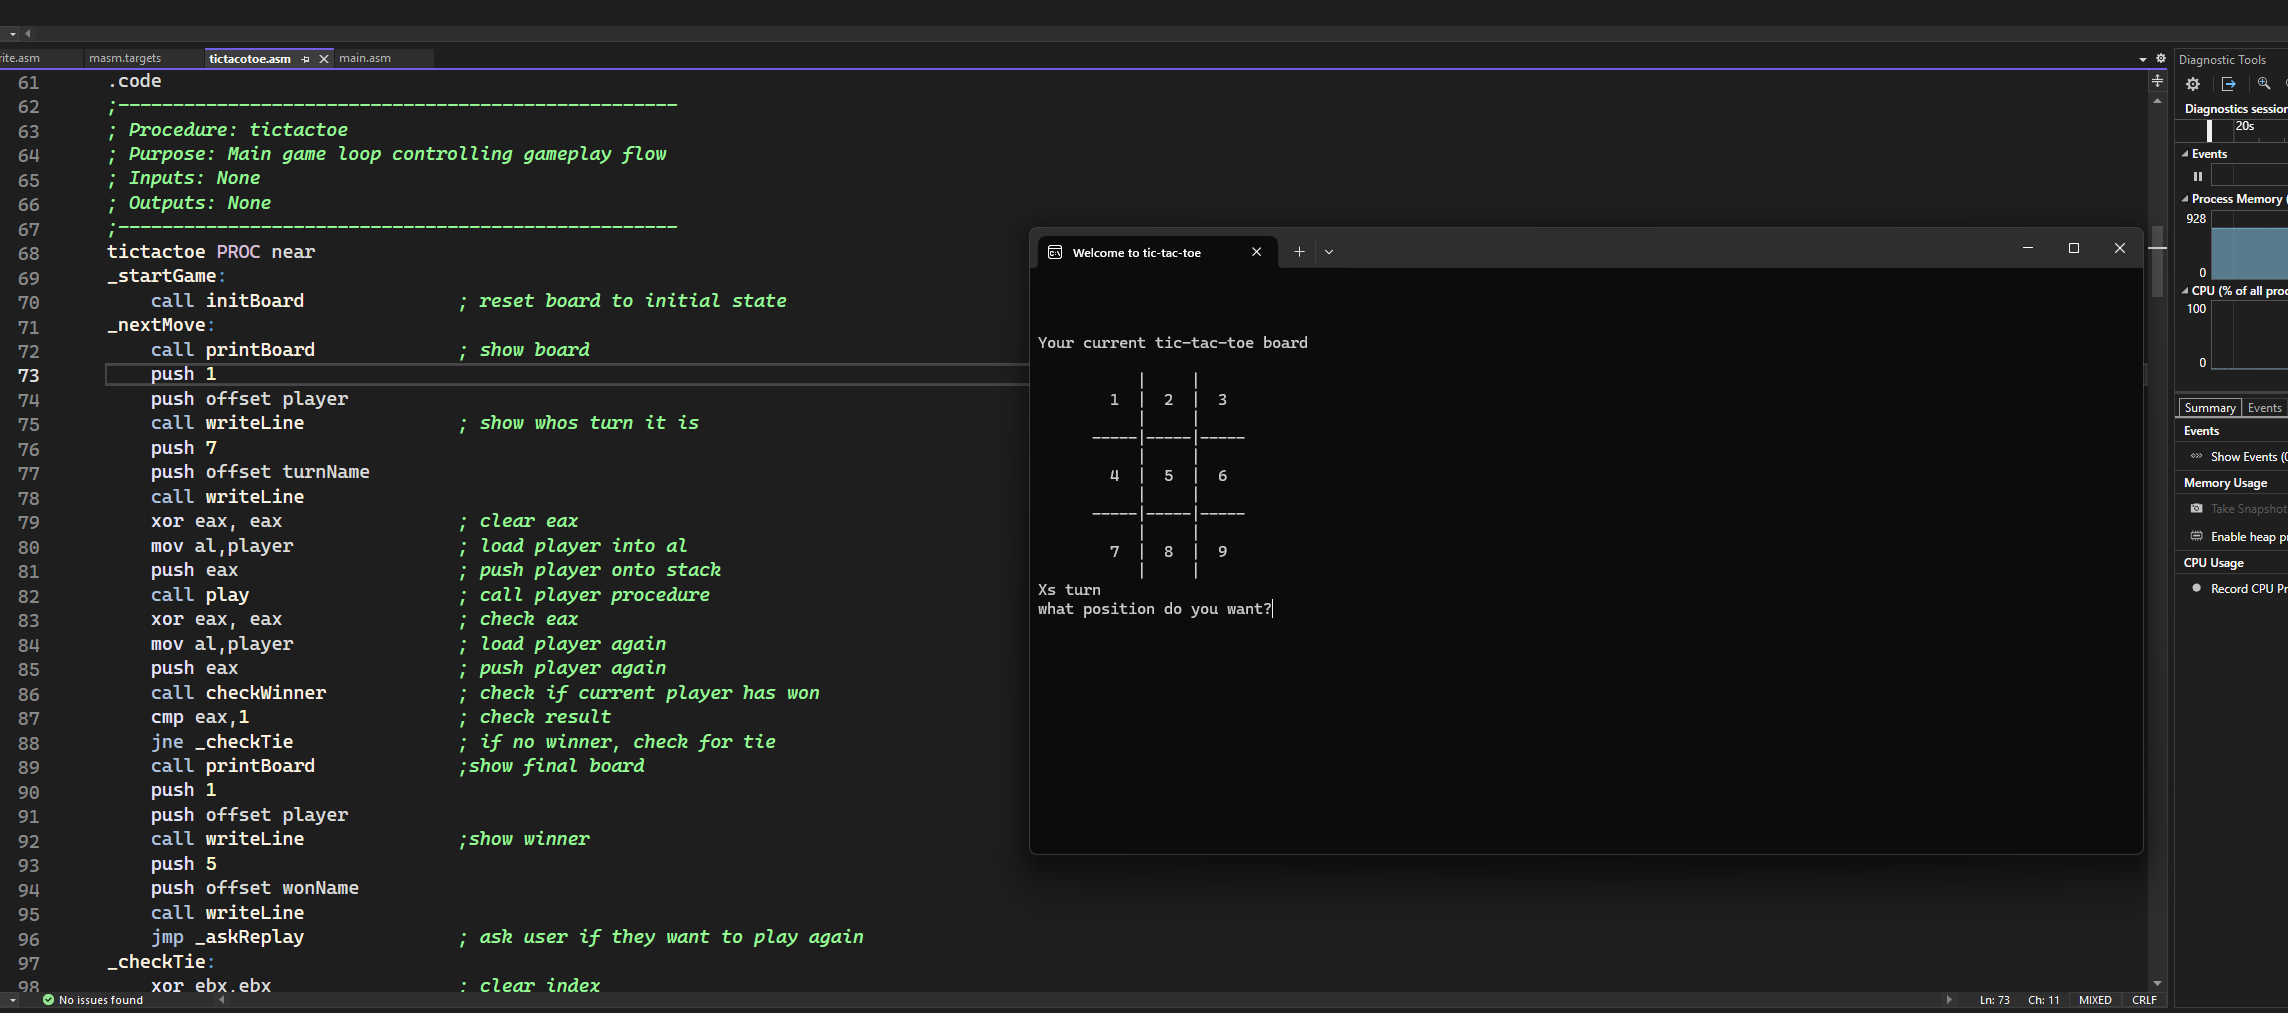 rite.asm masm.targets tictacotoe.asm main.asm
61 .code
62 ;---------------------------------------------------
63 ; Procedure: tictactoe
64 ; Purpose: Main game loop controlling gameplay flow
65 ; Inputs: None
66 ; Outputs: None
67 ;---------------------------------------------------
68 tictactoe PROC near
69 _startGame:
70 call initBoard ; reset board to initial state
71 _nextMove:
72 call printBoard ; show board
73 push 1
74 push offset player
75 call writeLine ; show whos turn it is
76 push 7
77 push offset turnName
78 call writeLine
79 xor eax, eax ; clear eax
80 mov al,player ; load player into al
81 push eax ; push player onto stack
82 call play ; call player procedure
83 xor eax, eax ; check eax
84 mov al,player ; load player again
85 push eax ; push player again
86 call checkWinner ; check if current player has won
87 cmp eax,1 ; check result
88 jne _checkTie ; if no winner, check for tie
89 call printBoard ;show final board
90 push 1
91 push offset player
92 call writeLine ;show winner
93 push 5
94 push offset wonName
95 call writeLine
96 jmp _askReplay ; ask user if they want to play again
97 _checkTie:
98 xor ebx,ebx ; clear index
No issues found
Ln: 73 Ch: 11 MIXED CRLF
Welcome to tic-tac-toe
Your current tic-tac-toe board
| |
1 | 2 | 3
| |
-----|-----|-----
| |
4 | 5 | 6
| |
-----|-----|-----
| |
7 | 8 | 9
| |
Xs turn
what position do you want?
Diagnostic Tools
Diagnostics session
20s
Events
Process Memory (
928
0
CPU (% of all proc
100
0
Summary Events
Events
Show Events (0
Memory Usage
Take Snapshot
Enable heap pr
CPU Usage
Record CPU Pr